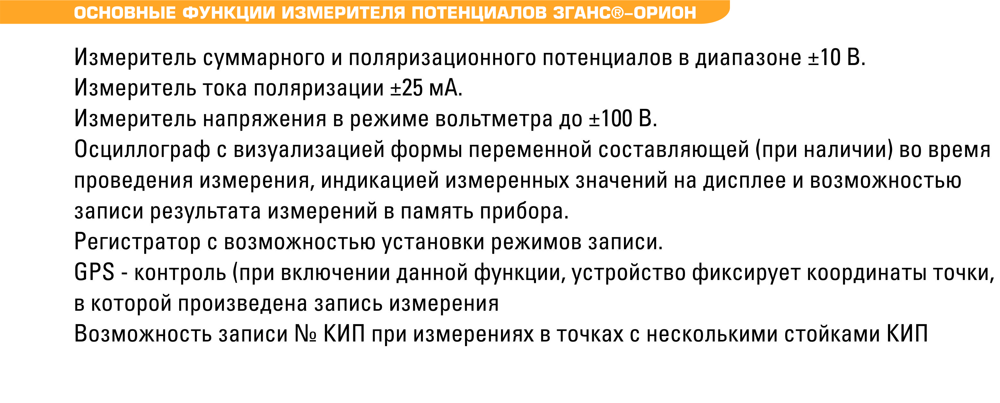 ОСНОВНЫЕ ФУНКЦИИ ИЗМЕРИТЕЛЯ ПОТЕНЦИАЛОВ ЗГАНС®-ОРИОН
Измеритель суммарного и поляризационного потенциалов в диапазоне ±10 В.
Измеритель тока поляризации ±25 мА.
Измеритель напряжения в режиме вольтметра до ±100 В.
Осциллограф с визуализацией формы переменной составляющей (при наличии) во время
проведения измерения, индикацией измеренных значений на дисплее и возможностью
записи результата измерений в память прибора.
Регистратор с возможностью установки режимов записи.
GPS - контроль (при включении данной функции, устройство фиксирует координаты точки,
в которой произведена запись измерения
Возможность записи № КИП при измерениях в точках с несколькими стойками КИП